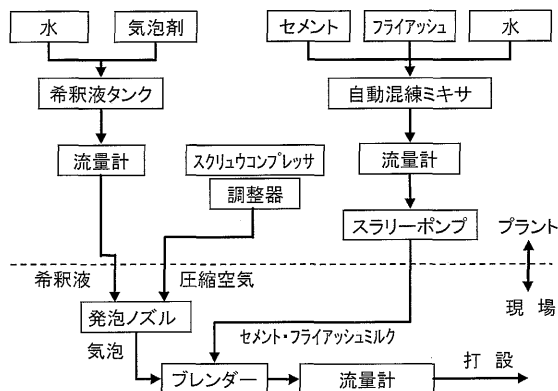 水
気泡剤
セメント
フライアッシュ
水
希釈液タンク
自動混練ミキサ
流量計
スクリュウコンプレッサ
流量計
調整器
スラリーポンプ
プラント
希釈液
圧縮空気
現 場
発泡ノズル
セメント・フライアッシュミルク
気泡
打 設
ブレンダー
流量計